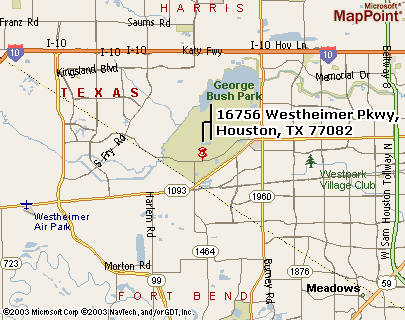 HARRIS
Microsoft®
MapPoint®
Franz Rd
Saums Rd
I-10
I-10
Katy Fwy
I-10
Hov Ln
10
10
Kingsland Blvd
Memorial Dr
Beltway 8
TEXAS
George
Bush Park
16756 Westheimer Pkwy,
Houston, TX 77082
S Fry Rd
Westpark
Village Club
W Sam Houston Tollway N
1093
1960
Westheimer
Air Park
Harlem Rd
1464
723
Morton Rd
99
Burney Rd
1876
Meadows
59
99
FORT BEND
©2003 Microsoft Corp ©2003 NavTech, and/or GDT, Inc.